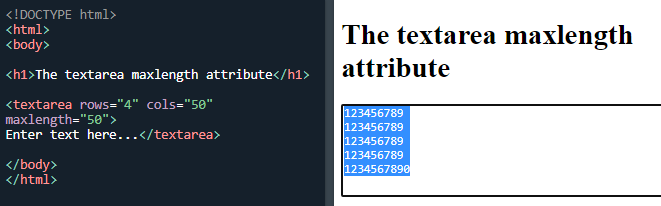 <!DOCTYPE html>
<html>
<body>
<h1>The textarea maxlength attribute</h1>
<textarea rows="4" cols="50"
maxlength="50">
Enter text here...</textarea>
</body>
</html>
The textarea maxlength
attribute
123456789
123456789
123456789
123456789
1234567890